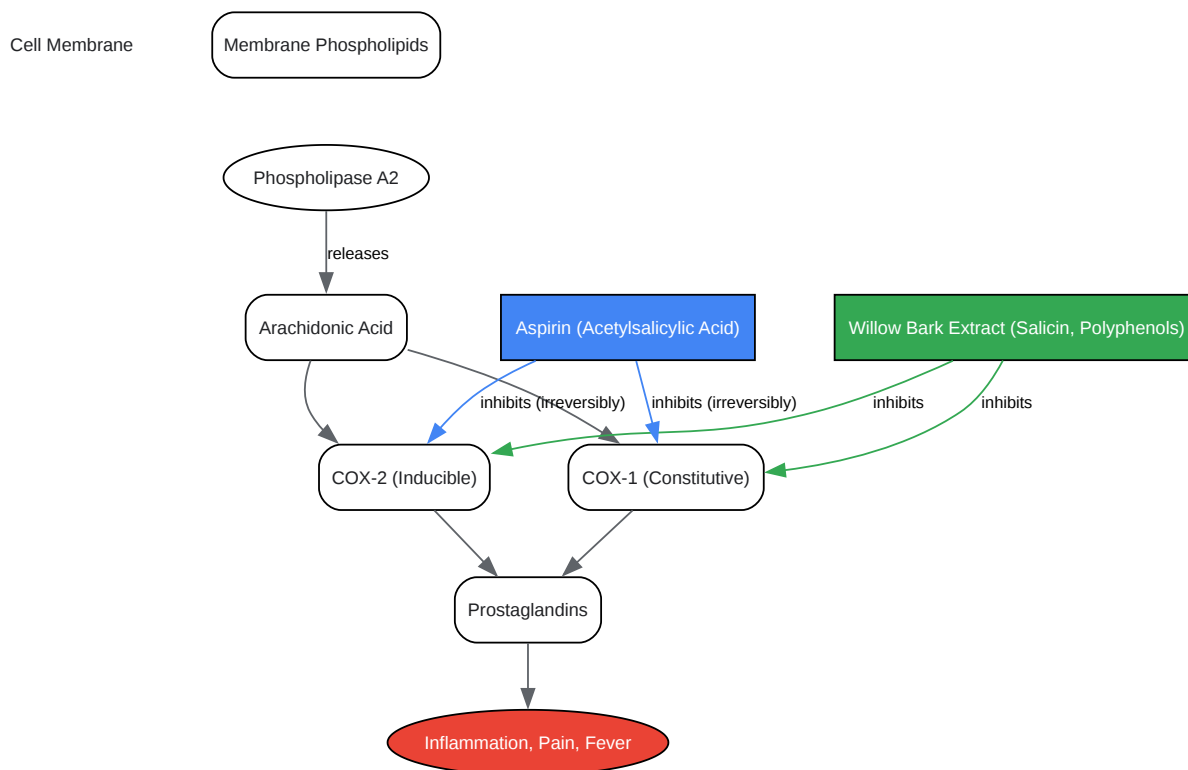 Cell Membrane
Membrane Phospholipids
Phospholipase A2
releases
Arachidonic Acid
Aspirin (Acetylsalicylic Acid)
Willow Bark Extract (Salicin, Polyphenols)
inhibits (irreversibly)
inhibits (irreversibly)
inhibits
inhibits
COX-2 (Inducible)
COX-1 (Constitutive)
Prostaglandins
Inflammation, Pain, Fever